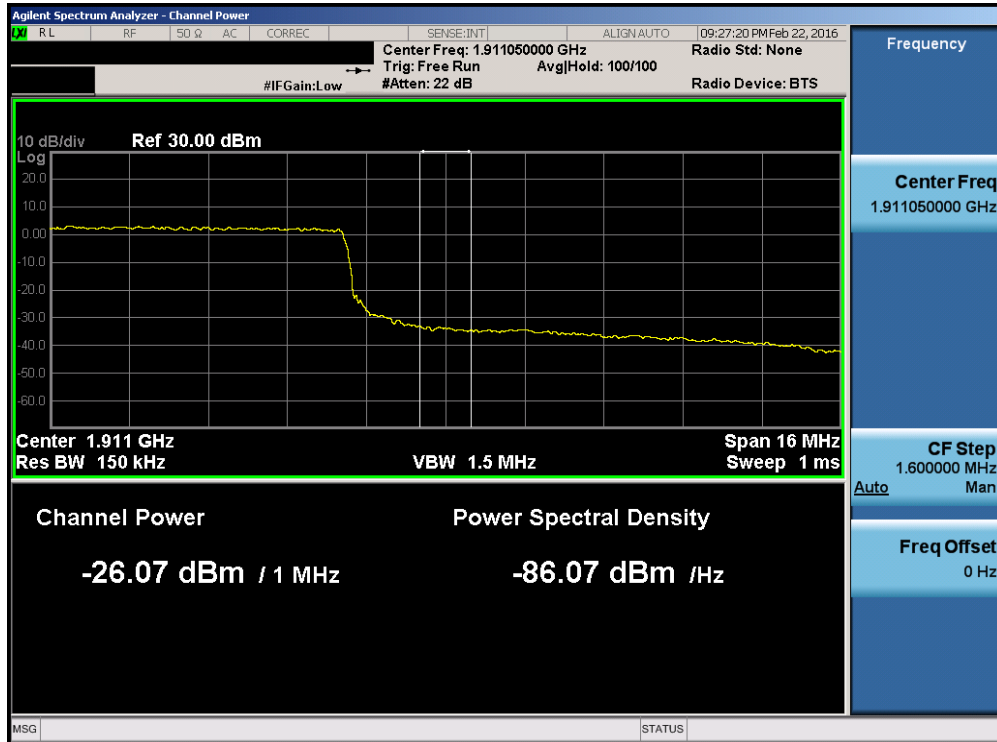 Agilent Spectrum Analyzer - Channel Power
LXI RL RF 50 Ω AC CORREC SENSE:INT ALIGN AUTO 09:27:20 PM Feb 22, 2016
Center Freq: 1.911050000 GHz Radio Std: None
Trig: Free Run Avg|Hold: 100/100
#IFGain:Low #Atten: 22 dB Radio Device: BTS
Frequency
10 dB/div Ref 30.00 dBm
Log
20.0
10.0
0.00
-10.0
-20.0
-30.0
-40.0
-50.0
-60.0
Center 1.911 GHz Span 16 MHz
Res BW 150 kHz VBW 1.5 MHz Sweep 1 ms
Channel Power Power Spectral Density
-26.07 dBm / 1 MHz -86.07 dBm /Hz
Center Freq
1.911050000 GHz
CF Step
1.600000 MHz
Auto Man
Freq Offset
0 Hz
MSG STATUS